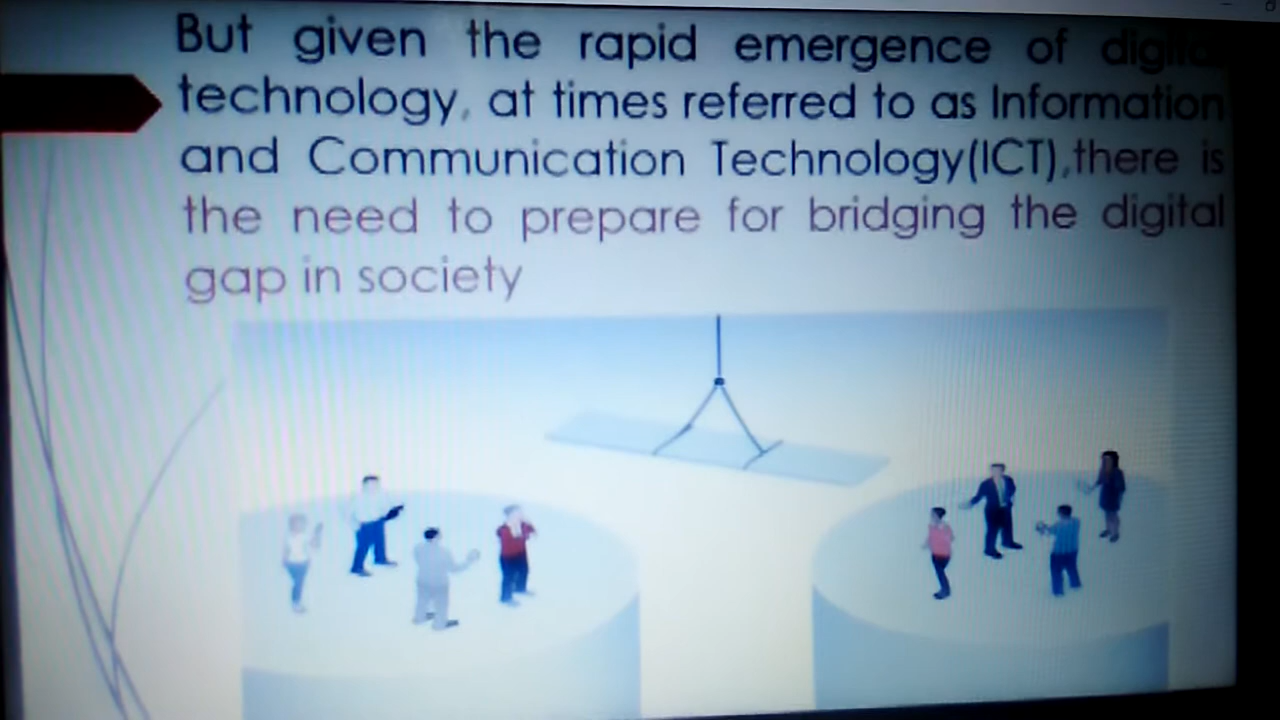 But given the rapid emergence of digital
technology, at times referred to as Information
and Communication Technology(ICT),there is
the need to prepare for bridging the digital
gap in society